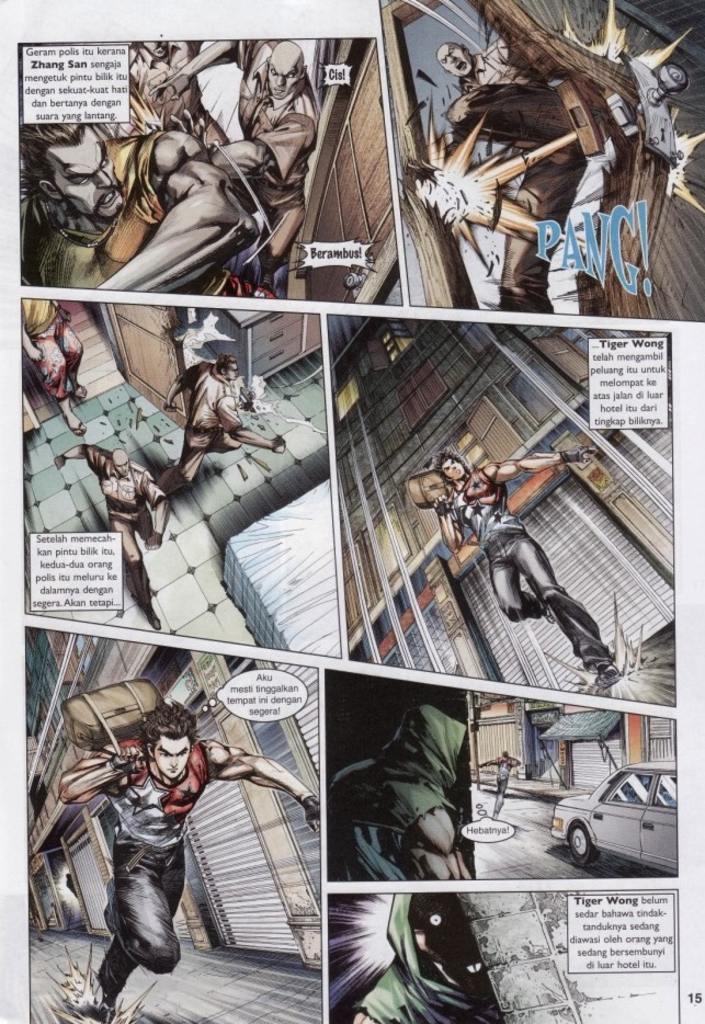 Geram polis itu kerana
Zhang San sengaja
mengetuk pintu bilik itu
dengan sekuat-kuat hati
dan bertanya dengan
suara yang lantang.
Cis!
Berambus!
PANG!
Setelah memecah-
kan pintu bilik itu,
kedua-dua orang
polis itu meluru ke
dalamnya dengan
segera. Akan tetapi...
...Tiger Wong
telah mengambil
peluang itu untuk
melompat ke
atas jalan di luar
hotel itu dari
tingkap biliknya.
Aku
mesti tinggalkan
tempat ini dengan
segera!
Hebatnya!
Tiger Wong belum
sedar bahawa tindak-
tanduknya sedang
diawasi oleh orang yang
sedang bersembunyi
di luar hotel itu.
15